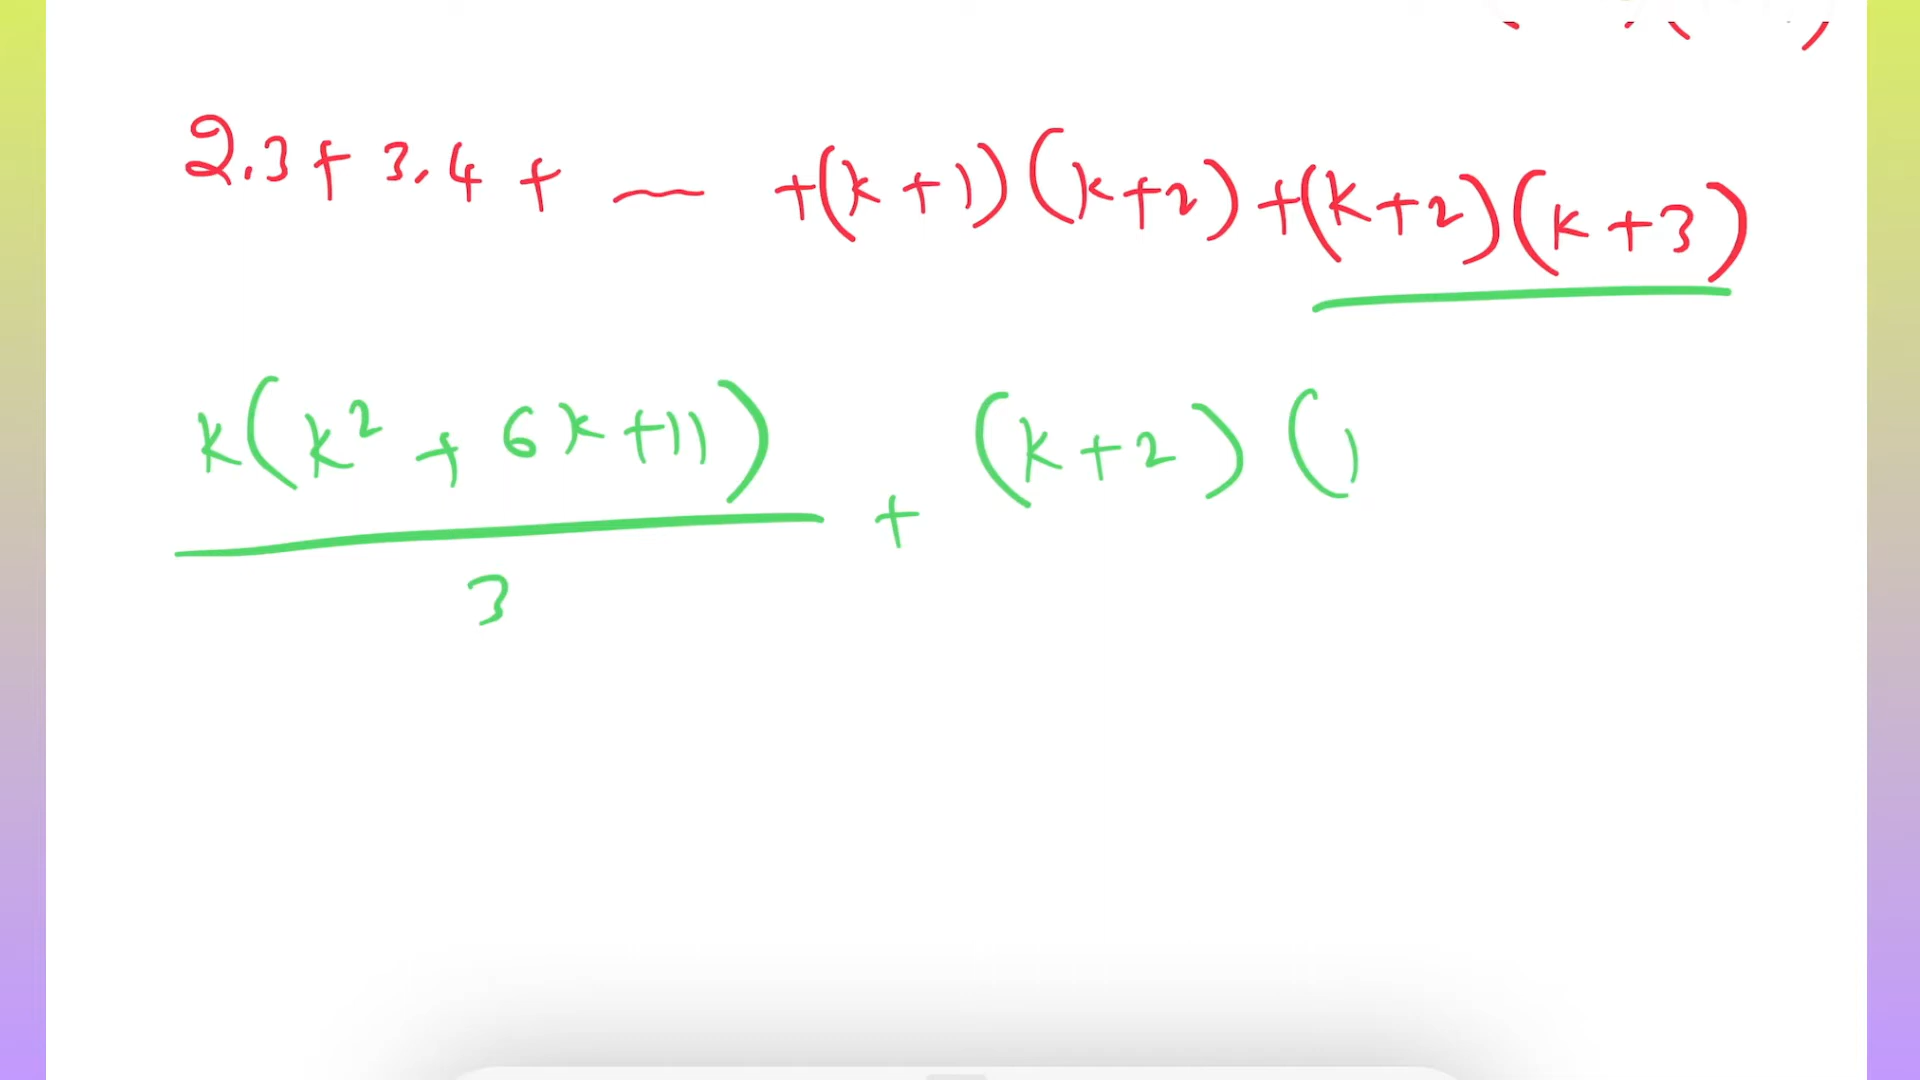 2.3 + 3.4 + ~ +(k+1)(k+2)+(k+2)(k+3)
k(k² + 6k+11)
+ (k+2) (
3